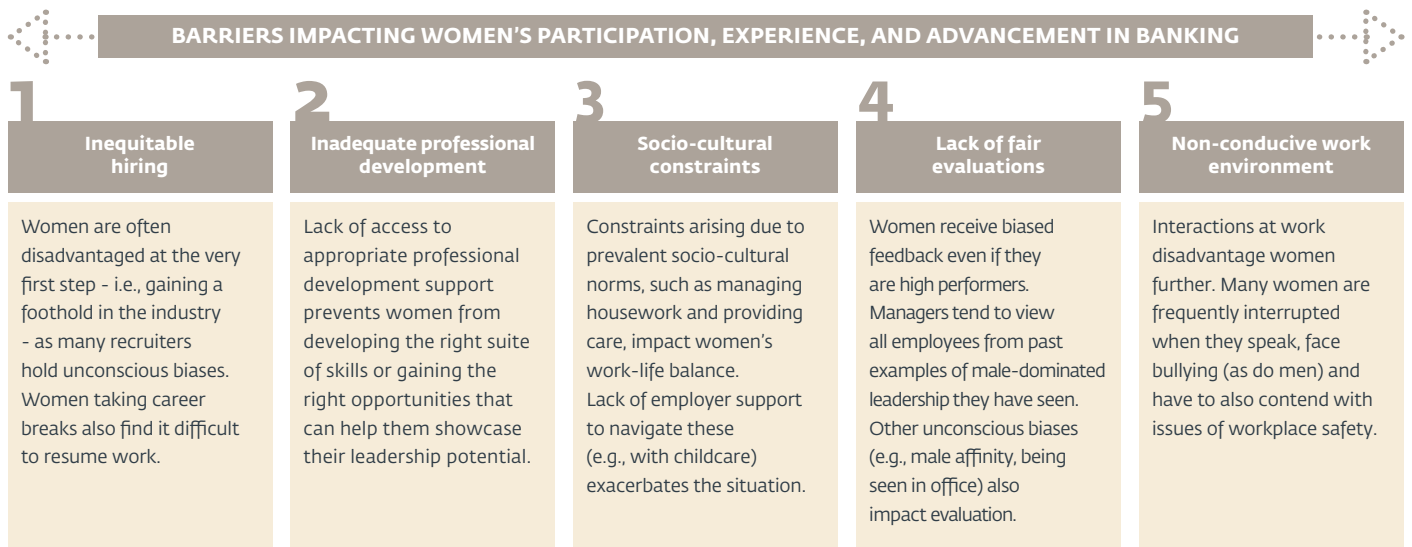 BARRIERS IMPACTING WOMEN'S PARTICIPATION, EXPERIENCE, AND ADVANCEMENT IN BANKING
1
Inequitable
hiring
Women are often
disadvantaged at the very
first step - i.e., gaining a
foothold in the industry
- as many recruiters
hold unconscious biases.
Women taking career
breaks also find it difficult
to resume work.
2
Inadequate professional
development
Lack of access to
appropriate professional
development support
prevents women from
developing the right suite
of skills or gaining the
right opportunities that
can help them showcase
their leadership potential.
3
Socio-cultural
constraints
Constraints arising due to
prevalent socio-cultural
norms, such as managing
housework and providing
care, impact women's
work-life balance.
Lack of employer support
to navigate these
(e.g., with childcare)
exacerbates the situation.
4
Lack of fair
evaluations
Women receive biased
feedback even if they
are high performers.
Managers tend to view
all employees from past
examples of male-dominated
leadership they have seen.
Other unconscious biases
(e.g., male affinity, being
seen in office) also
impact evaluation.
5
Non-conducive work
environment
Interactions at work
disadvantage women
further. Many women are
frequently interrupted
when they speak, face
bullying (as do men) and
have to also contend with
issues of workplace safety.